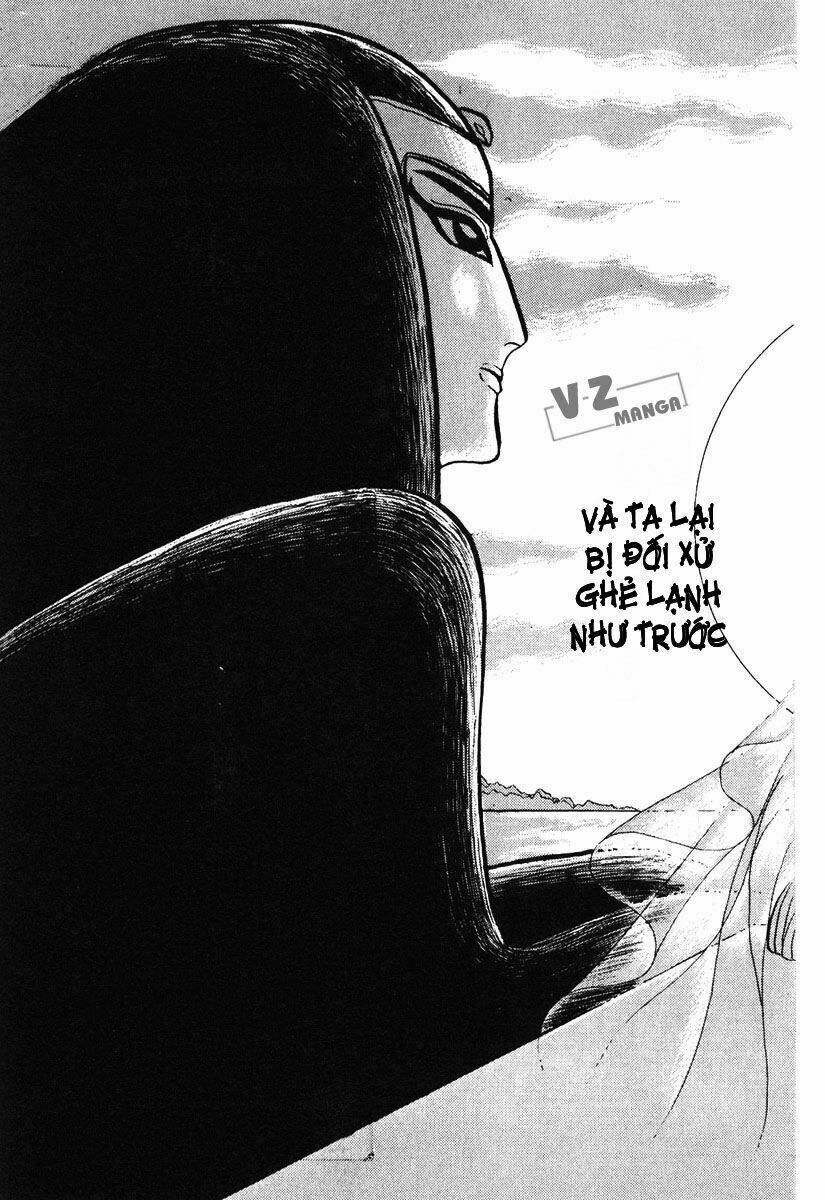 V-Z
MANGA
VÀ TA LẠI
BỊ ĐỐI XỬ
GHẺ LẠNH
NHƯ TRƯỚC